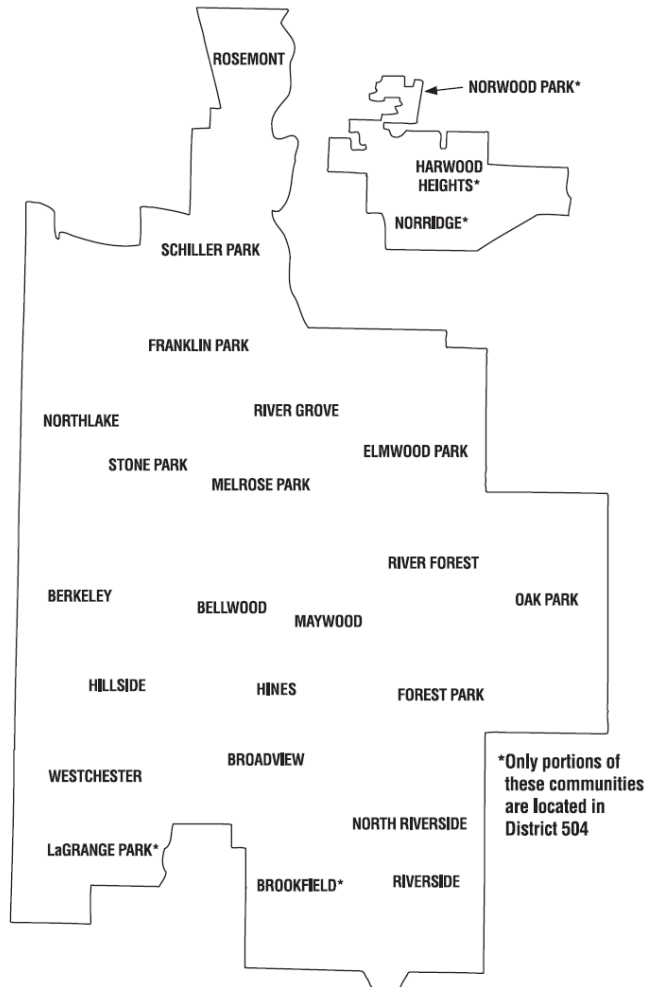 ROSEMONT
NORWOOD PARK*
HARWOOD
HEIGHTS*
NORRIDGE*
SCHILLER PARK
FRANKLIN PARK
RIVER GROVE
NORTHLAKE
ELMWOOD PARK
STONE PARK
MELROSE PARK
RIVER FOREST
BERKELEY
OAK PARK
BELLWOOD
MAYWOOD
HILLSIDE
HINES
FOREST PARK
BROADVIEW
WESTCHESTER
*Only portions of
these communities
are located in
District 504
NORTH RIVERSIDE
LaGRANGE PARK*
BROOKFIELD*
RIVERSIDE